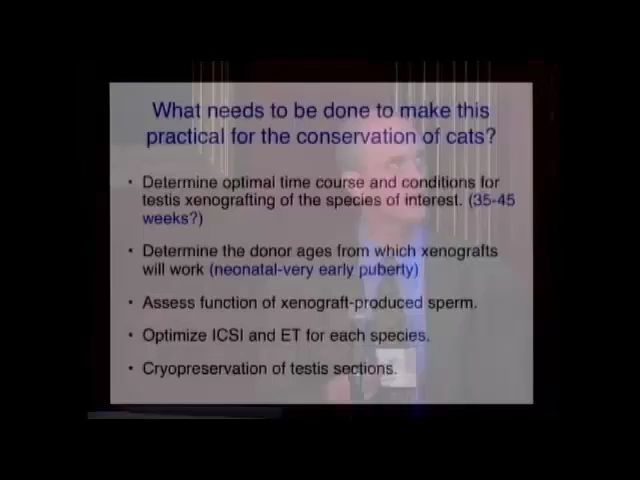 What needs to be done to make this
practical for the conservation of cats?
• Determine optimal time course and conditions for
testis xenografting of the species of interest. (35-45
weeks?)
• Determine the donor ages from which xenografts
will work (neonatal-very early puberty)
• Assess function of xenograft-produced sperm.
• Optimize ICSI and ET for each species.
• Cryopreservation of testis sections.